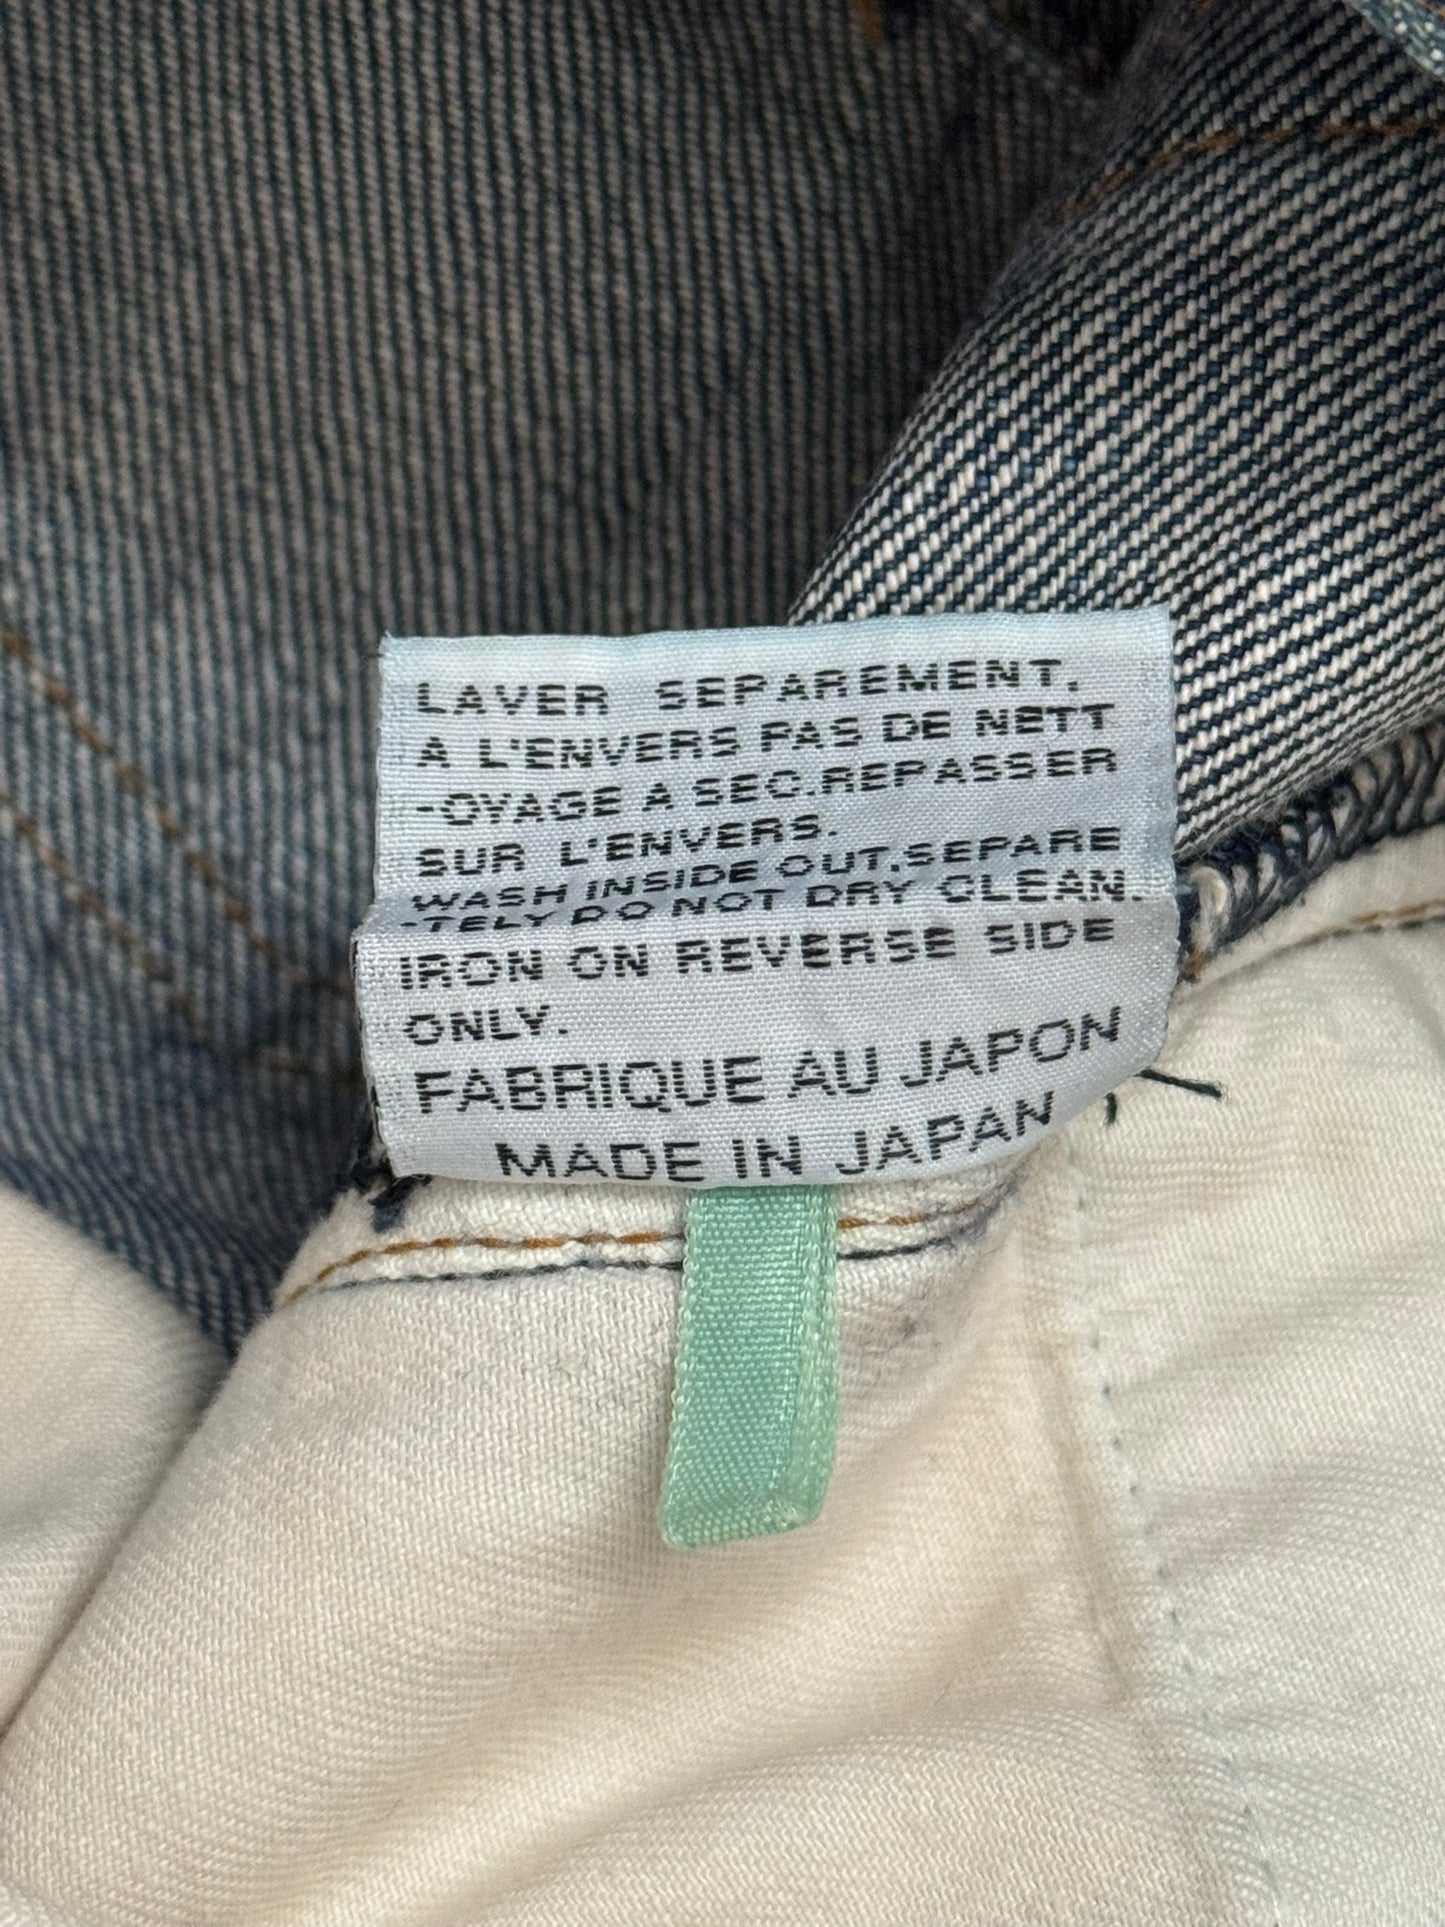 LAVER SEPAREMENT,
A L'ENVERS PAS DE NETT
-OYAGE A SEC.REPASSER
SUR L'ENVERS.
WASH INSIDE OUT,SEPARE
-TELY DO NOT DRY CLEAN.
IRON ON REVERSE SIDE
ONLY.
FABRIQUE AU JAPON
MADE IN JAPAN